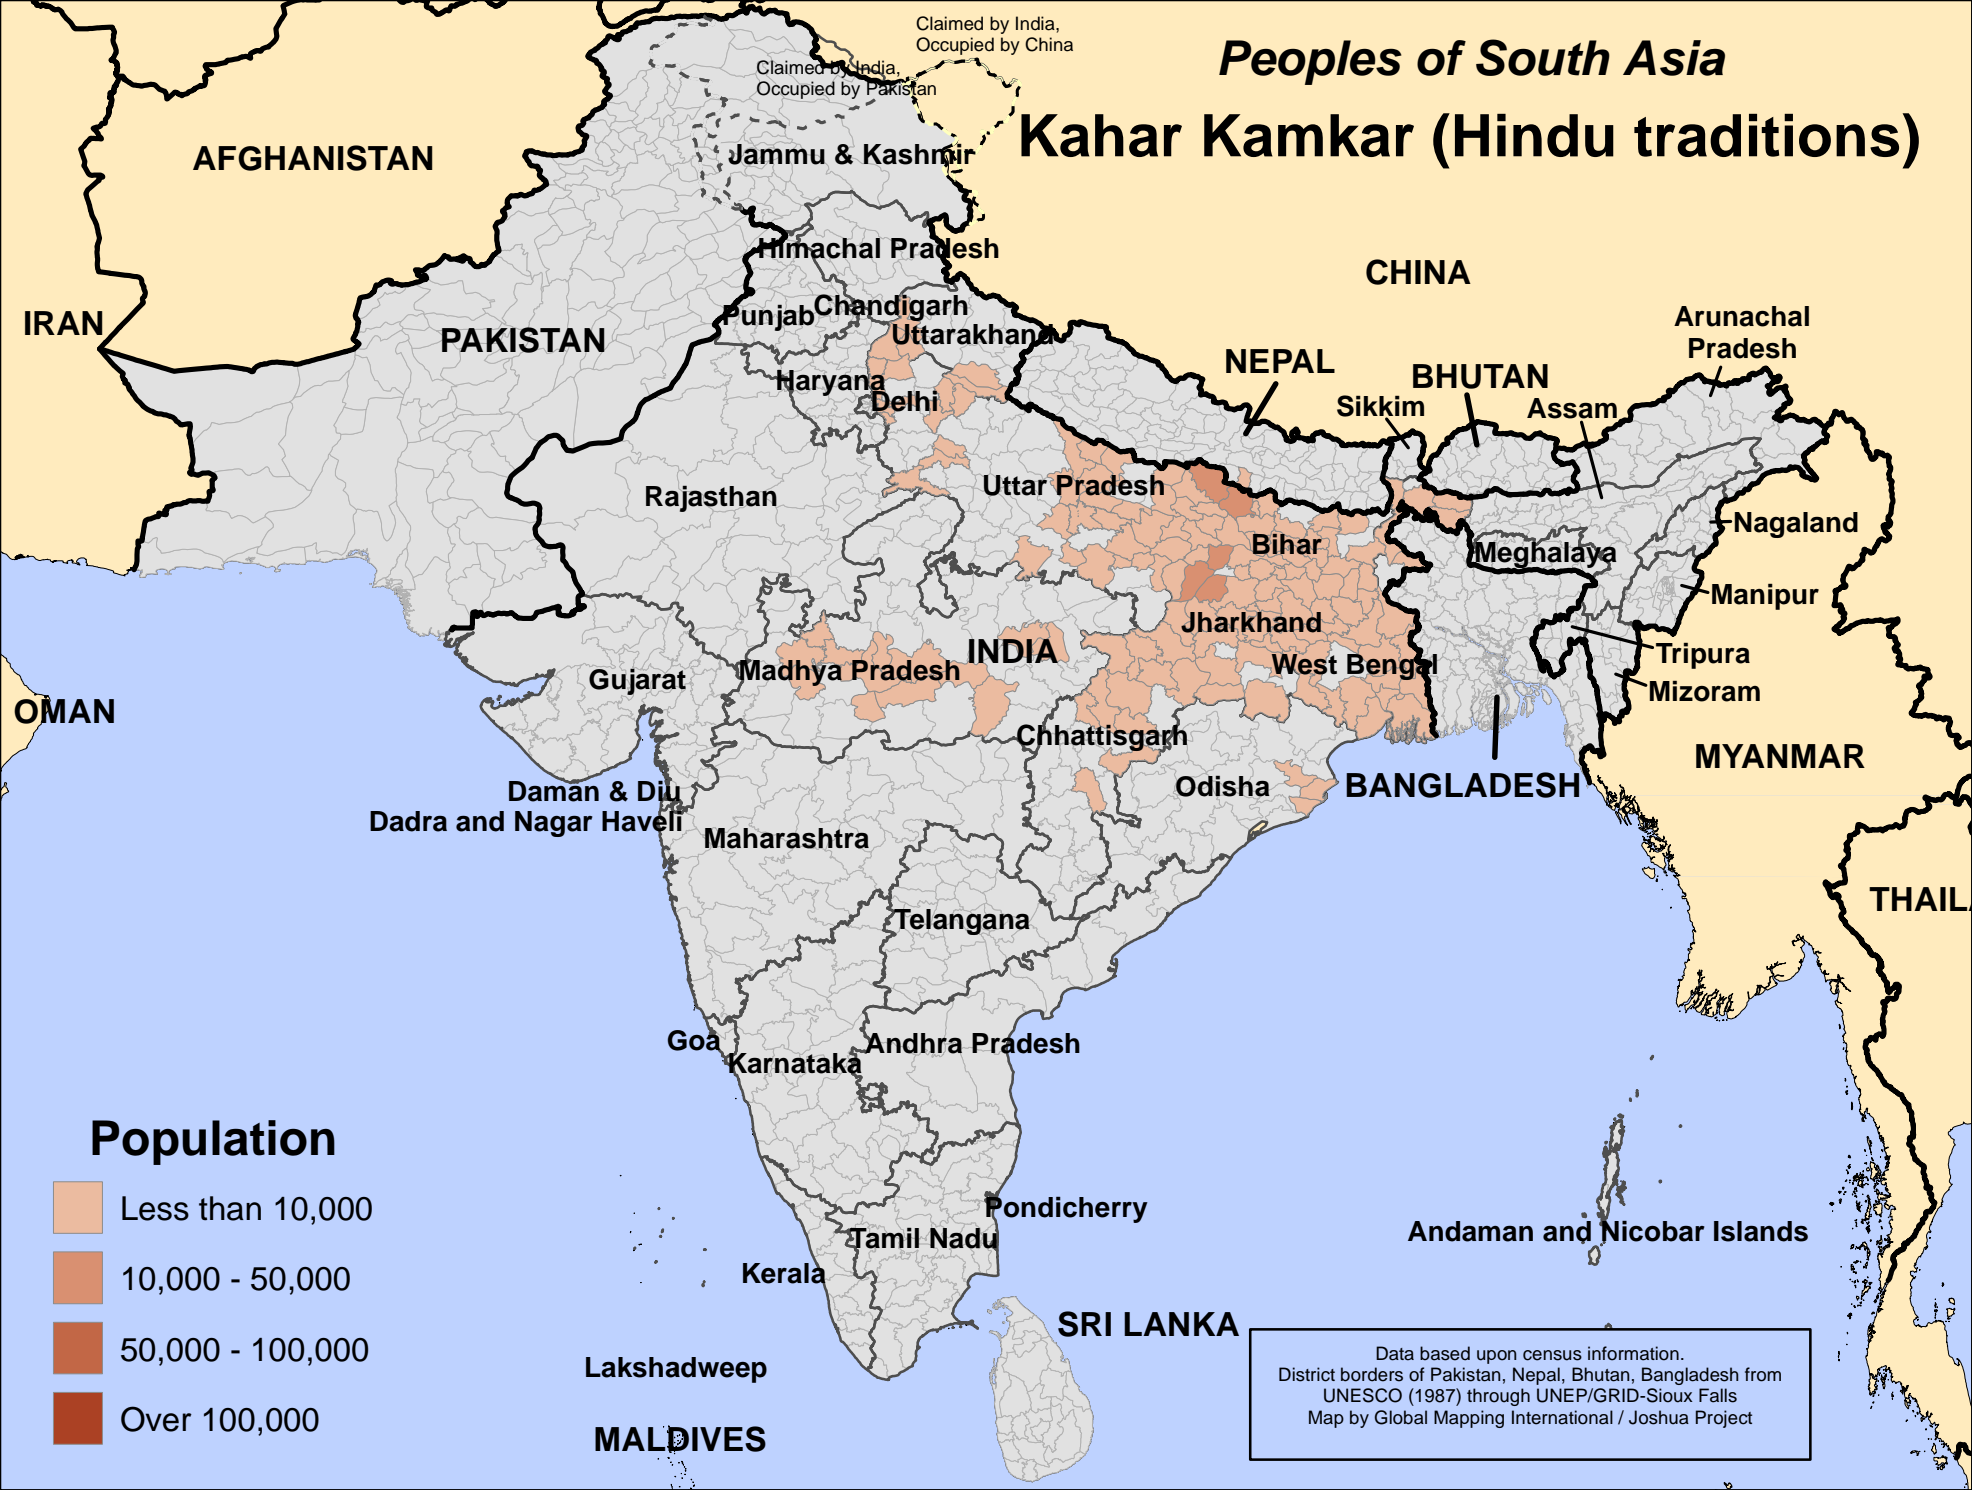 Claimed by India,
Occupied by China
Peoples of South Asia
Claimed by India,
Occupied by Pakistan
Kahar Kamkar (Hindu traditions)
AFGHANISTAN
Jammu & Kashmir
Himachal Pradesh
CHINA
IRAN
PAKISTAN
Punjab
Chandigarh
Uttarakhand
Arunachal
Pradesh
NEPAL
BHUTAN
Haryana
Delhi
Sikkim
Assam
Rajasthan
Uttar Pradesh
Nagaland
Bihar
Meghalaya
Manipur
Jharkhand
INDIA
Tripura
Gujarat
Madhya Pradesh
West Bengal
Mizoram
OMAN
Chhattisgarh
MYANMAR
Daman & Diu
Odisha
BANGLADESH
Dadra and Nagar Haveli
Maharashtra
THAIL
Telangana
Goa
Karnataka
Andhra Pradesh
Population
Less than 10,000
10,000 - 50,000
50,000 - 100,000
Over 100,000
Pondicherry
Tamil Nadu
Andaman and Nicobar Islands
Kerala
SRI LANKA
Lakshadweep
MALDIVES
Data based upon census information.
District borders of Pakistan, Nepal, Bhutan, Bangladesh from
UNESCO (1987) through UNEP/GRID-Sioux Falls
Map by Global Mapping International / Joshua Project